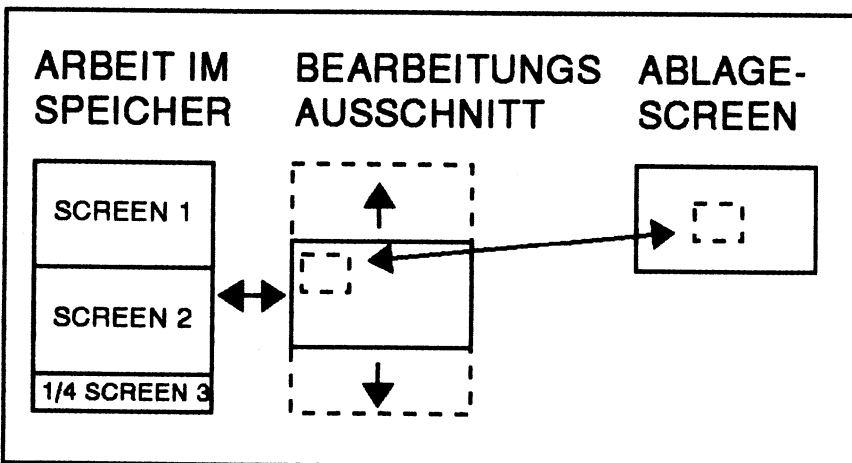 ARBEIT IM
SPEICHER
BEARBEITUNGS
AUSSCHNITT
ABLAGE-
SCREEN
SCREEN 1
SCREEN 2
1/4 SCREEN 3